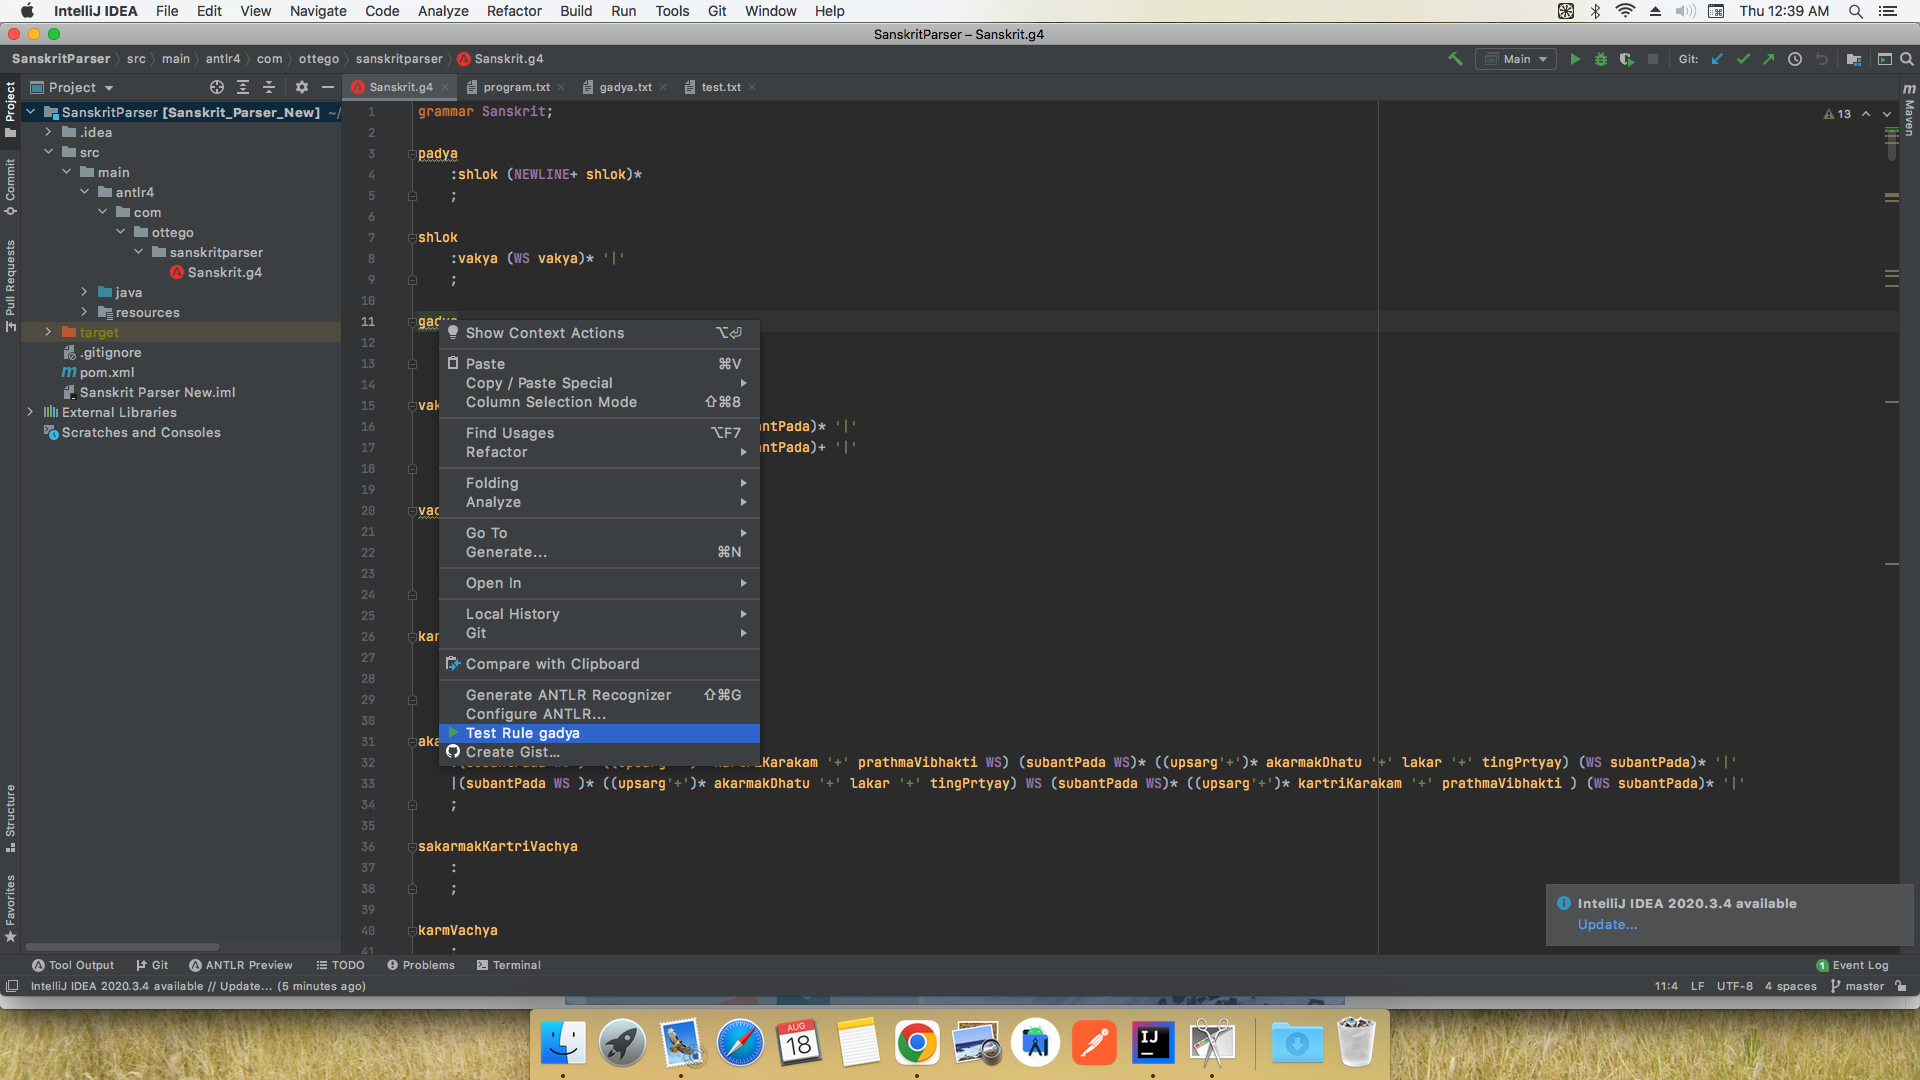 IntelliJ IDEA File Edit View Navigate Code Analyze Refactor Build Run Tools Git Window Help Thu 12:39 AM
SanskritParser – Sanskrit.g4
SanskritParser src main antlr4 com ottego sanskritparser Sanskrit.g4 Main Git:
Project
Sanskrit.g4 program.txt gadya.txt test.txt
SanskritParser [Sanskrit_Parser_New] ~/
.idea
src
main
antlr4
com
ottego
sanskritparser
Sanskrit.g4
java
resources
target
.gitignore
pom.xml
Sanskrit Parser New.iml
External Libraries
Scratches and Consoles
Project
Commit
Pull Requests
Structure
Favorites
Maven
13
1 grammar Sanskrit;
2
3 padya
4 :shlok (NEWLINE+ shlok)*
5 ;
6
7 shlok
8 :vakya (WS vakya)* '|'
9 ;
10
11 gadya
12
13
14
15 vak
16 antPada)* '|'
17 antPada)+ '|'
18
19
20 vac
21
22
23
24
25
26 kar
27
28
29
30
31 aka
32 kartriKarakam '+' prathmaVibhakti WS) (subantPada WS)* ((upsarg'+')* akarmakDhatu '+' lakar '+' tingPrtyay) (WS subantPada)* '|'
33 |(subantPada WS )* ((upsarg'+')* akarmakDhatu '+' lakar '+' tingPrtyay) WS (subantPada WS)* ((upsarg'+')* kartriKarakam '+' prathmaVibhakti ) (WS subantPada)* '|'
34 ;
35
36 sakarmakKartriVachya
37 :
38 ;
39
40 karmVachya
41 :
Show Context Actions ⌥⏎
Paste ⌘V
Copy / Paste Special
Column Selection Mode ⇧⌘8
Find Usages ⌥F7
Refactor
Folding
Analyze
Go To
Generate... ⌘N
Open In
Local History
Git
Compare with Clipboard
Generate ANTLR Recognizer ⇧⌘G
Configure ANTLR...
Test Rule gadya
Create Gist...
IntelliJ IDEA 2020.3.4 available
Update...
Tool Output Git ANTLR Preview TODO Problems Terminal 1 Event Log
IntelliJ IDEA 2020.3.4 available // Update... (5 minutes ago) 11:4 LF UTF-8 4 spaces master
AUG
18
IJ